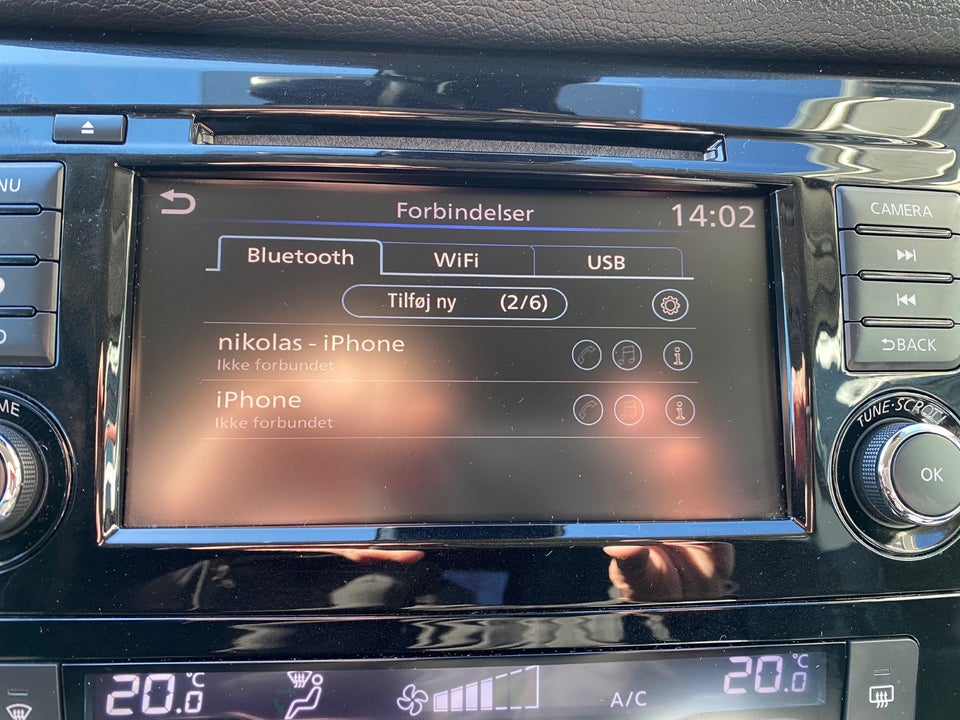 Forbindelser 14:02
Bluetooth WiFi USB
Tilføj ny (2/6)
nikolas - iPhone
Ikke forbundet
iPhone
Ikke forbundet
CAMERA
BACK
TUNE·SCROLL
OK
20.0°C A/C 20.0°C